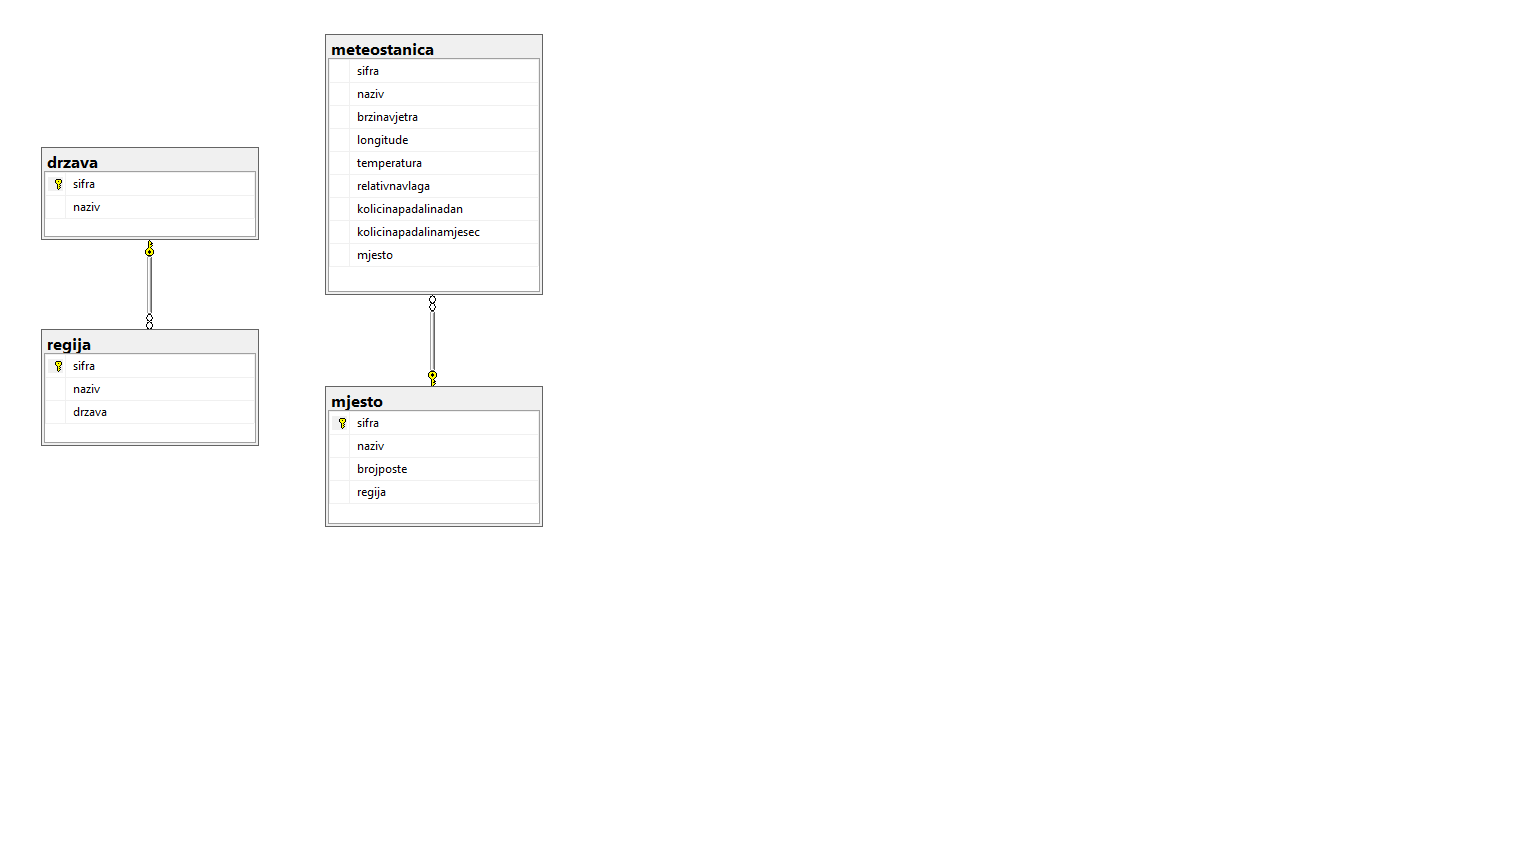 drzava
sifra
naziv
regija
sifra
naziv
drzava
meteostanica
sifra
naziv
brzinavjetra
longitude
temperatura
relativnavlaga
kolicinapadalinadan
kolicinapadalinamjesec
mjesto
mjesto
sifra
naziv
brojposte
regija